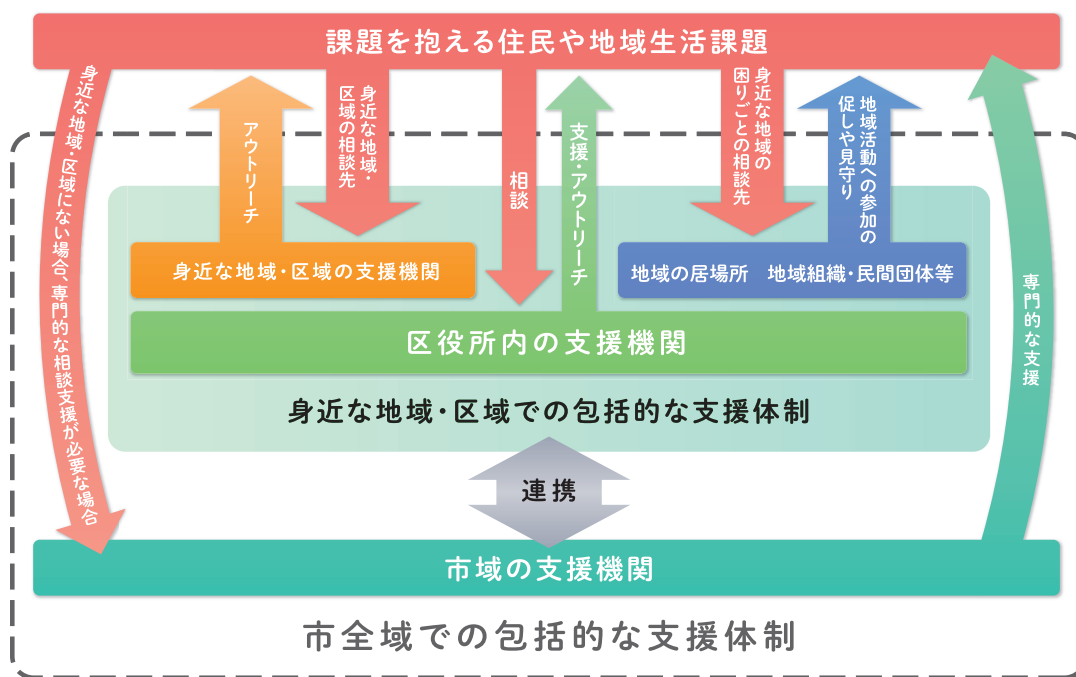 課題を抱える住民や地域生活課題
身近な地域・区域にない場合、専門的な相談支援が必要な場合
アウトリーチ
身近な地域・
区域の相談先
相談
支援・アウトリーチ
身近な地域の
困りごとの相談先
地域活動への参加の
促しや見守り
専門的な支援
身近な地域・区域の支援機関
地域の居場所　地域組織・民間団体等
区役所内の支援機関
身近な地域・区域での包括的な支援体制
連携
市域の支援機関
市全域での包括的な支援体制